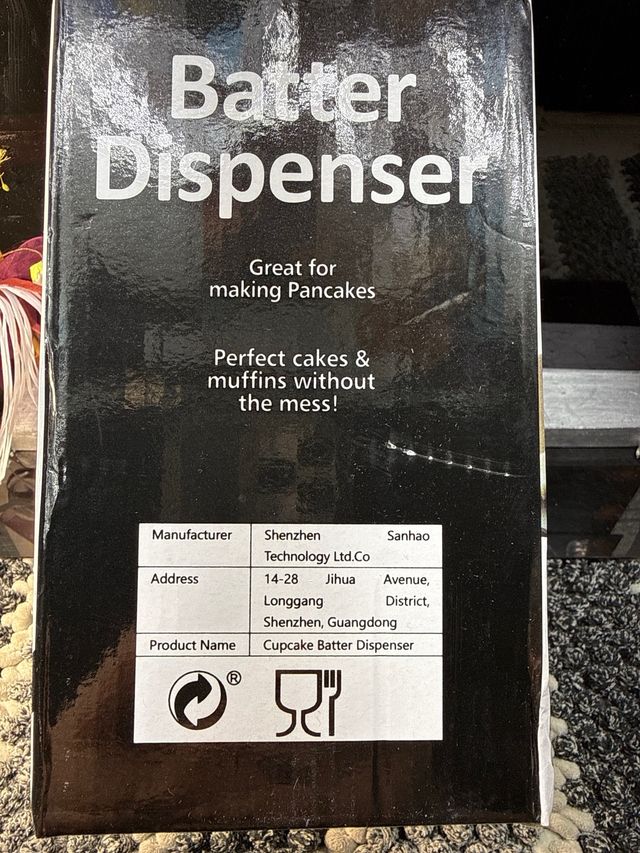 Batter
Dispenser
Great for
making Pancakes
Perfect cakes &
muffins without
the mess!
Manufacturer Shenzhen Sanhao
Technology Ltd.Co
Address 14-28 Jihua Avenue,
Longgang District,
Shenzhen, Guangdong
Product Name Cupcake Batter Dispenser
®